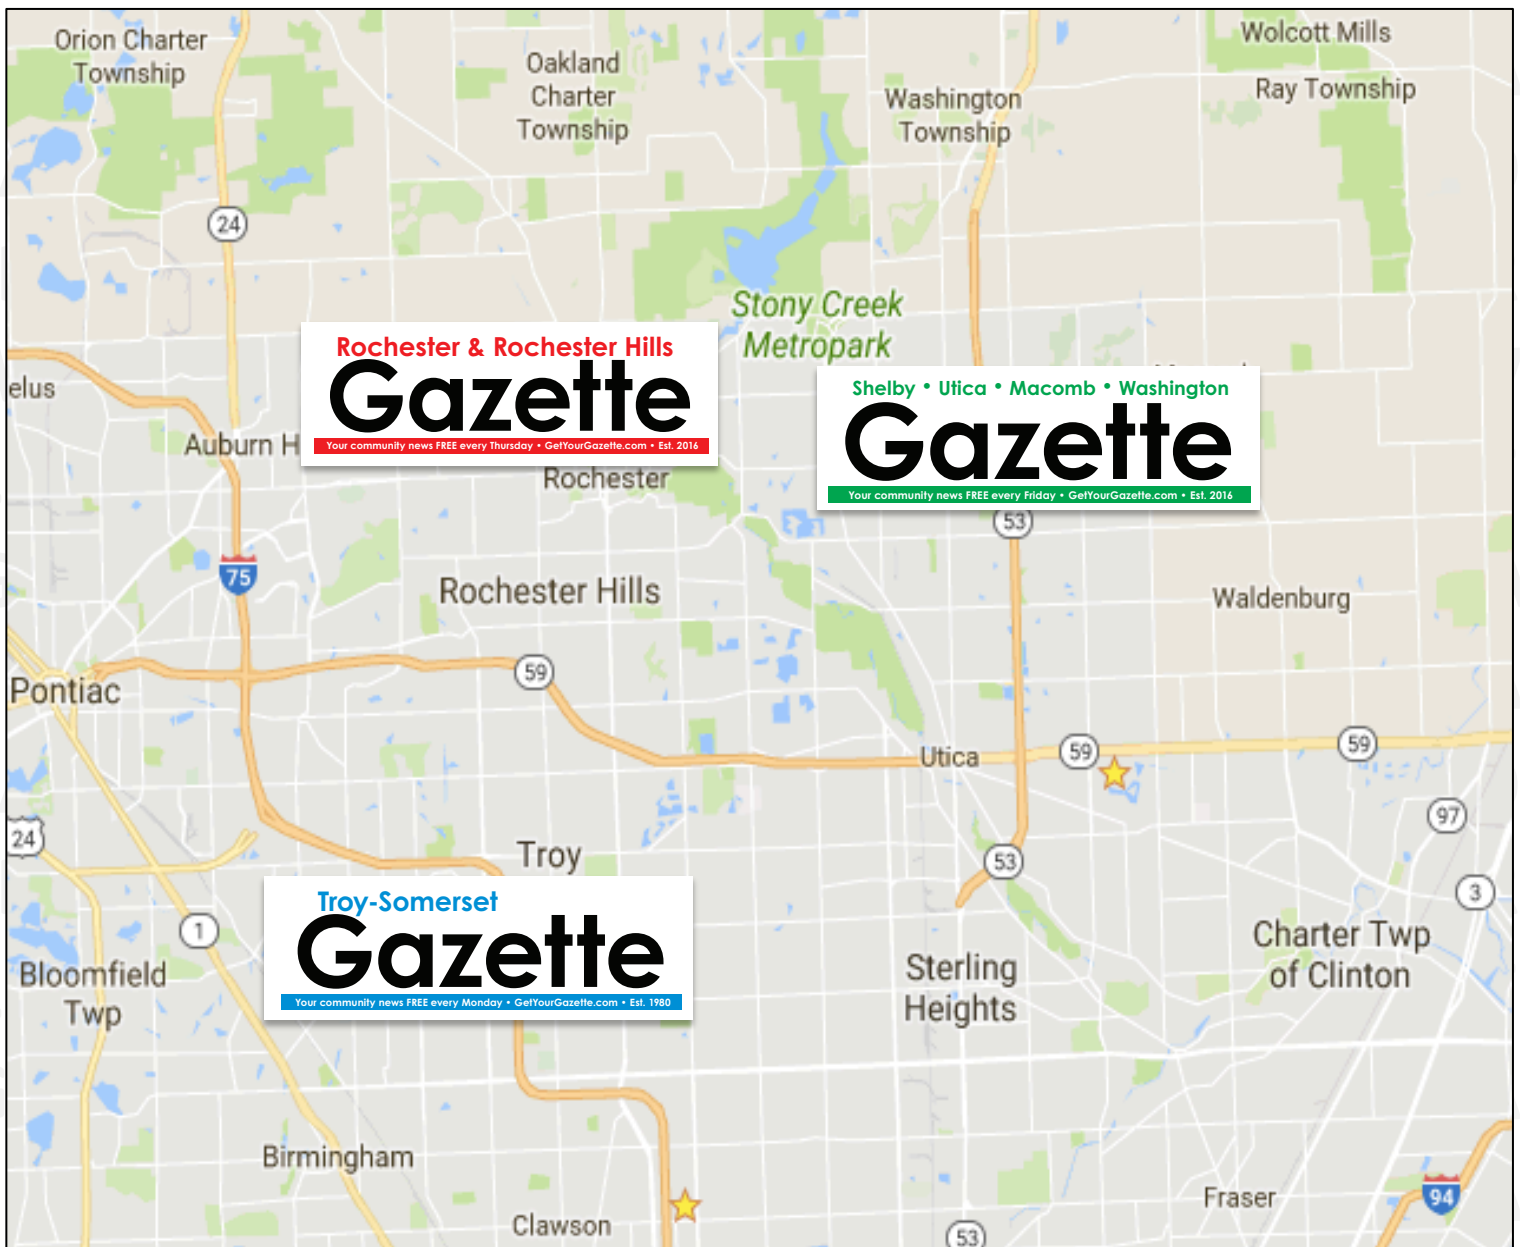 Orion Charter
Township
Oakland
Charter
Township
Washington
Township
Wolcott Mills
Ray Township
24
Stony Creek
Metropark
Rochester & Rochester Hills
Gazette
Your community news FREE every Thursday • GetYourGazette.com • Est. 2016
Shelby • Utica • Macomb • Washington
Gazette
Your community news FREE every Friday • GetYourGazette.com • Est. 2016
elus
Auburn H
Rochester
53
75
Rochester Hills
Waldenburg
Pontiac
59
Utica
59
59
24
97
Troy
53
3
Troy-Somerset
Gazette
Your community news FREE every Monday • GetYourGazette.com • Est. 1980
1
Bloomfield
Twp
Sterling
Heights
Charter Twp
of Clinton
Birmingham
Clawson
Fraser
94
53